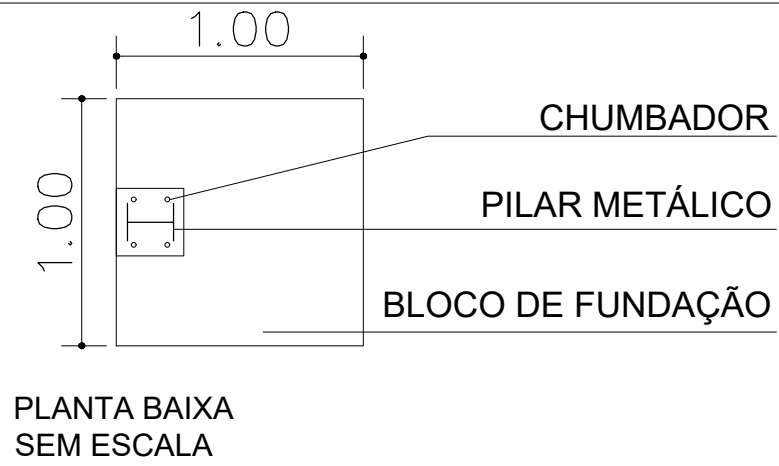 1.00
CHUMBADOR
1.00
PILAR METÁLICO
BLOCO DE FUNDAÇÃO
PLANTA BAIXA
SEM ESCALA